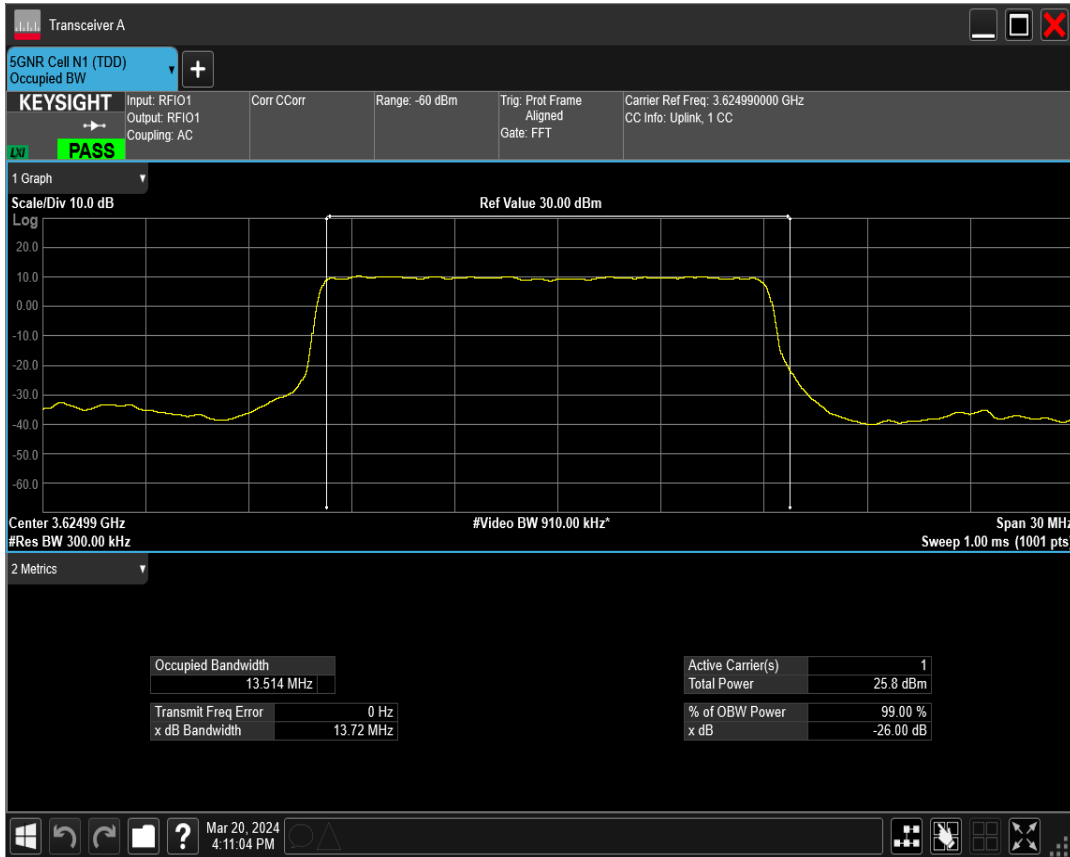 Transceiver A
5GNR Cell N1 (TDD)
Occupied BW
+
KEYSIGHT
LXI
PASS
Input: RFIO1
Output: RFIO1
Coupling: AC
Corr CCorr
Range: -60 dBm
Trig: Prot Frame
Aligned
Gate: FFT
Carrier Ref Freq: 3.624990000 GHz
CC Info: Uplink, 1 CC
1 Graph
Scale/Div 10.0 dB
Ref Value 30.00 dBm
Log
20.0
10.0
0.00
-10.0
-20.0
-30.0
-40.0
-50.0
-60.0
Center 3.62499 GHz
#Video BW 910.00 kHz*
Span 30 MHz
#Res BW 300.00 kHz
Sweep 1.00 ms (1001 pts)
2 Metrics
Occupied Bandwidth
13.514 MHz
Transmit Freq Error 0 Hz
x dB Bandwidth 13.72 MHz
Active Carrier(s) 1
Total Power 25.8 dBm
% of OBW Power 99.00 %
x dB -26.00 dB
?
Mar 20, 2024
4:11:04 PM